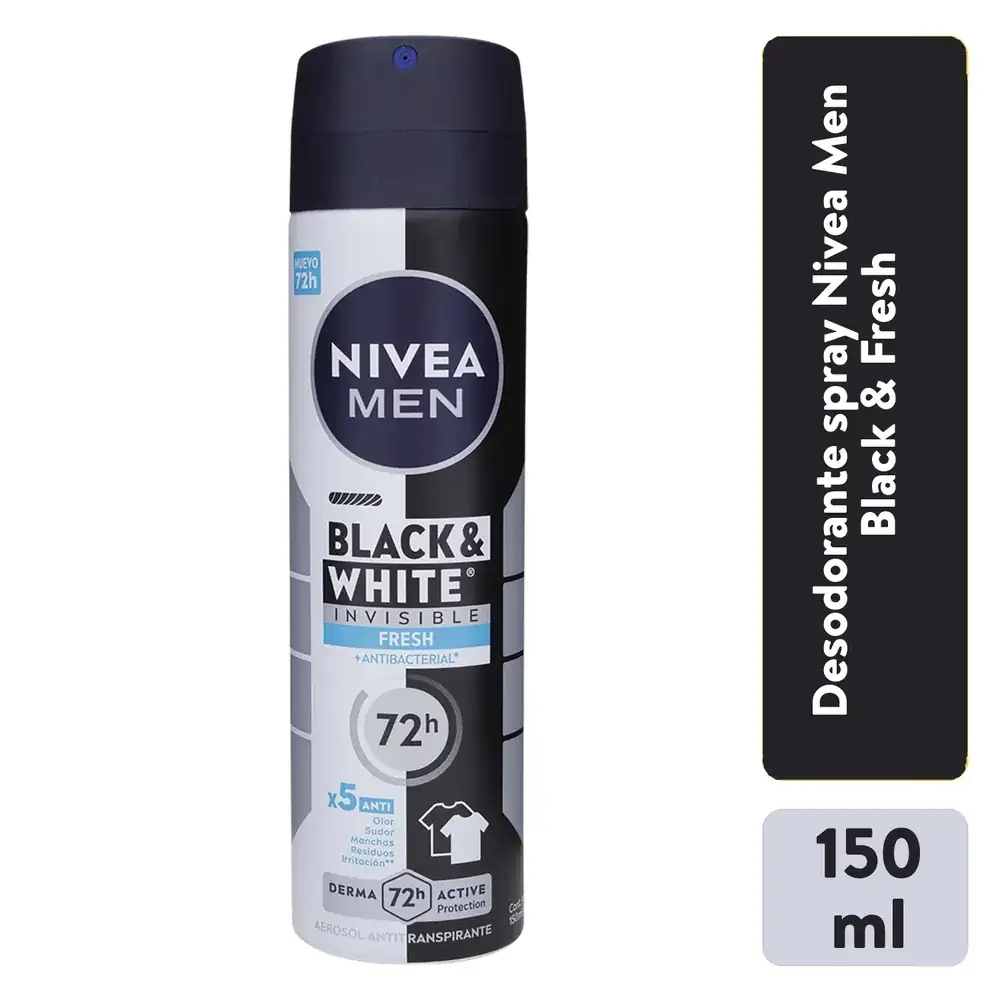 NUEVO
72h
NIVEA
MEN
BLACK &
WHITE®
INVISIBLE
FRESH
+ANTIBACTERIAL*
72h
x5 ANTI
Olor
Sudor
Manchas
Residuos
Irritación**
DERMA 72h ACTIVE
Protection
AEROSOL ANTITRANSPIRANTE
Desodorante spray Nivea Men
Black & Fresh
150
ml